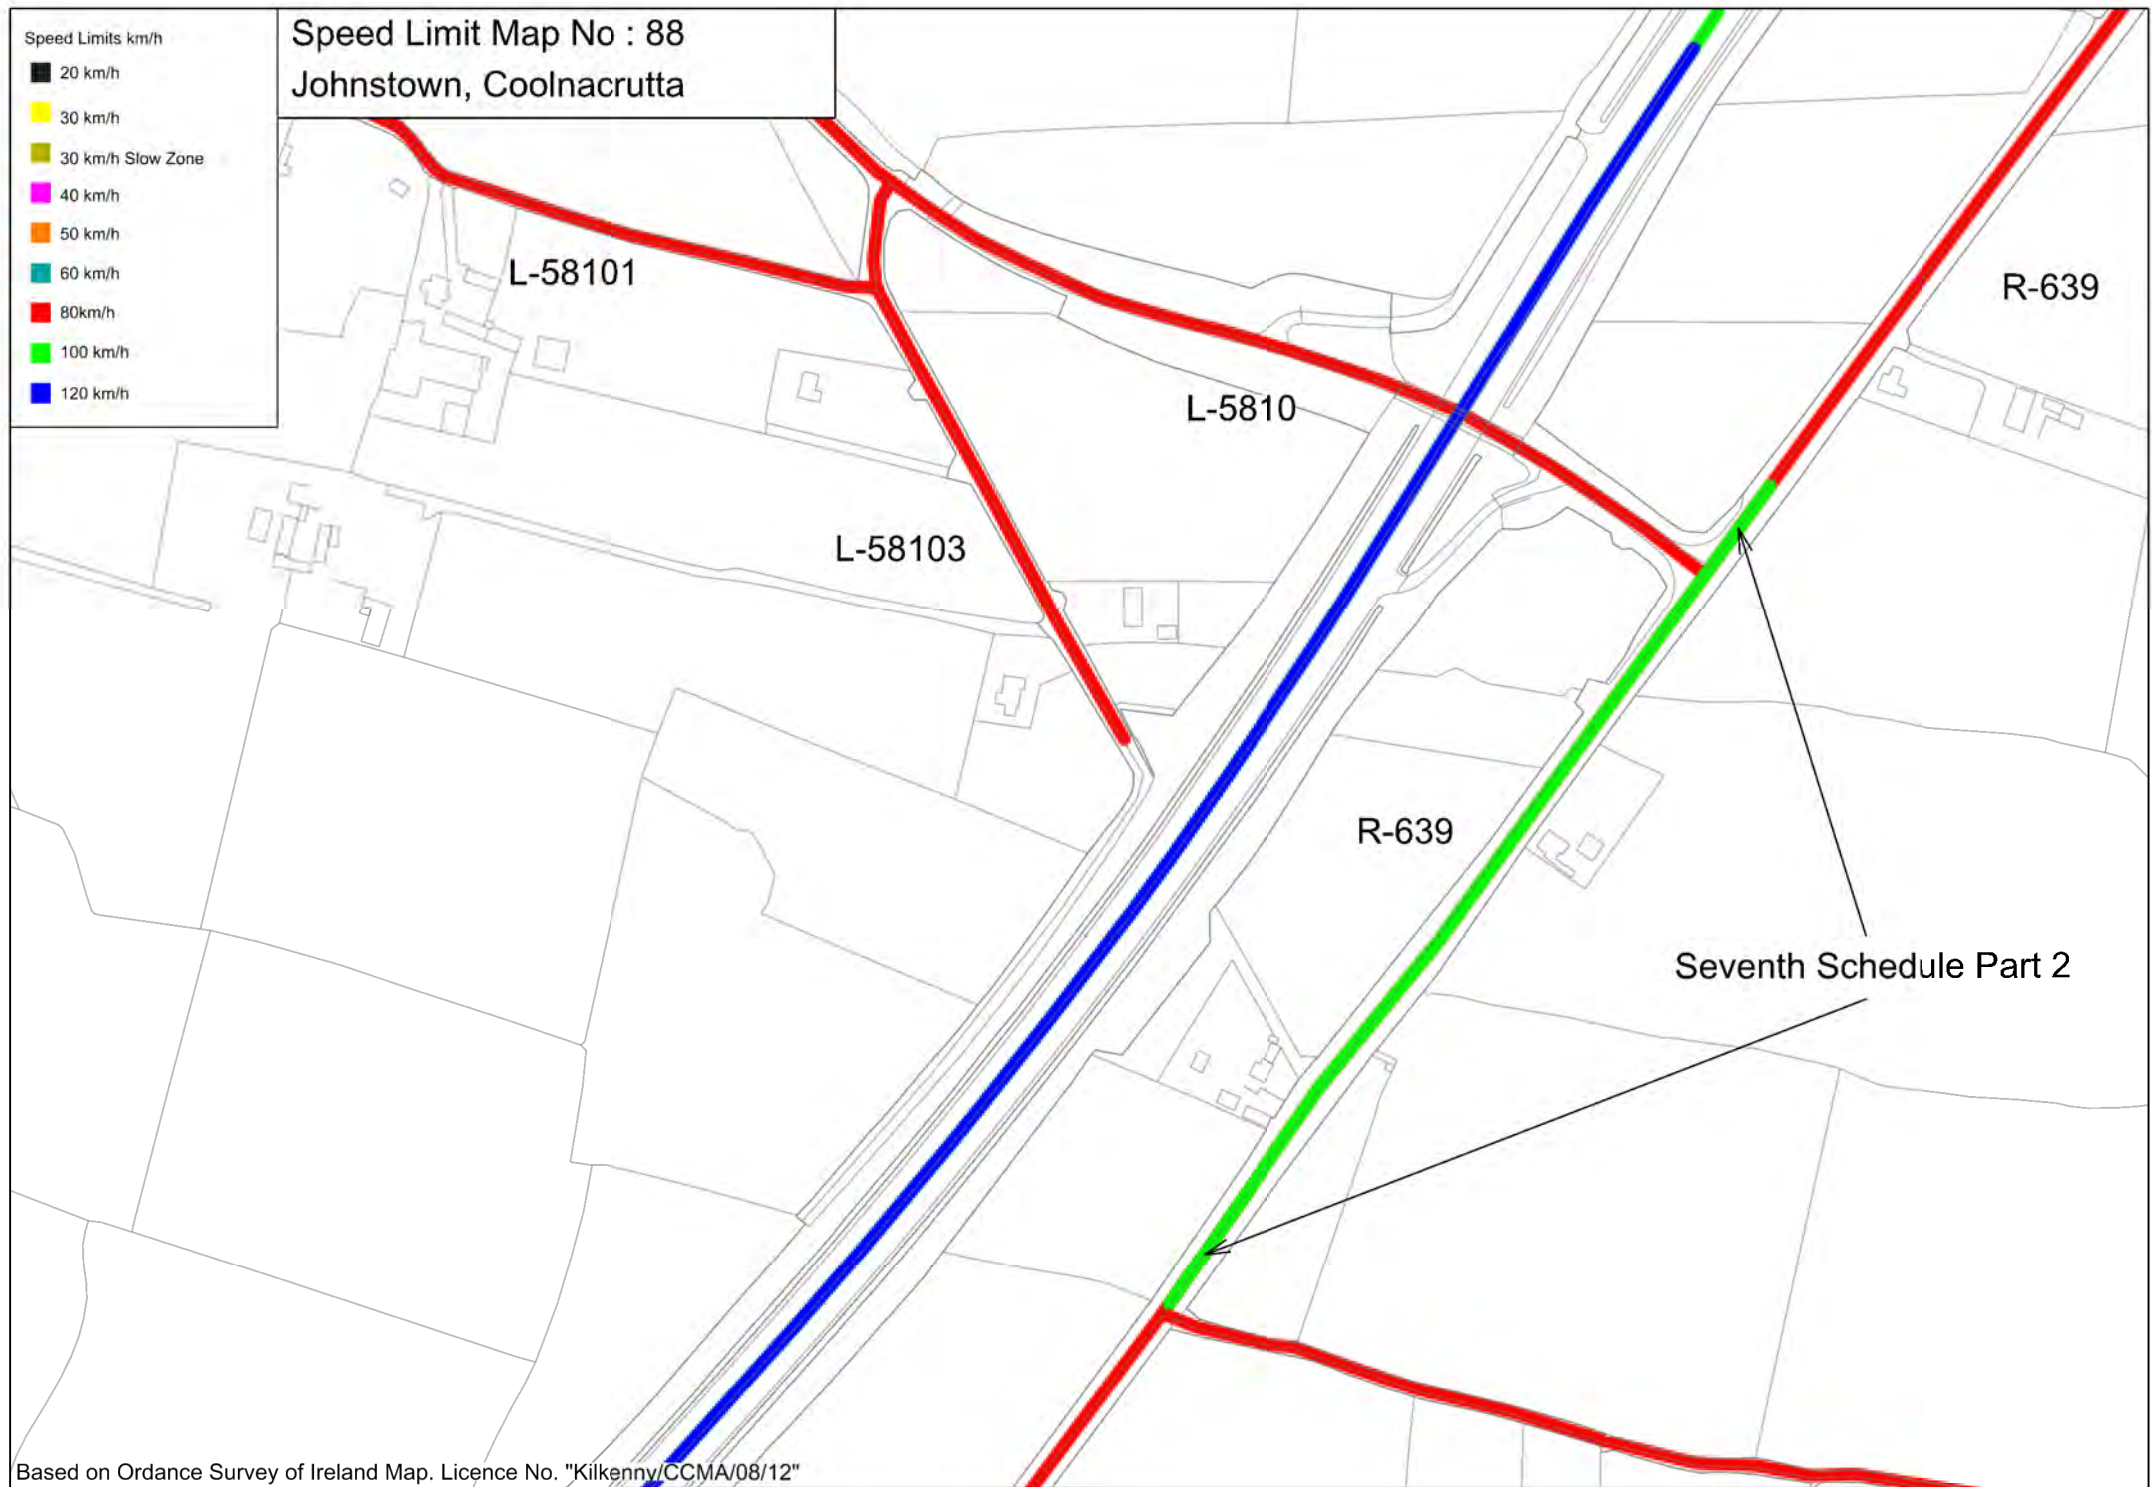 Speed Limit Map No : 88
Johnstown, Coolnacrutta
Speed Limits km/h
20 km/h
30 km/h
30 km/h Slow Zone
40 km/h
50 km/h
60 km/h
80km/h
100 km/h
120 km/h
L-58101
R-639
L-5810
L-58103
R-639
Seventh Schedule Part 2
Based on Ordance Survey of Ireland Map. Licence No. "Kilkenny/CCMA/08/12"